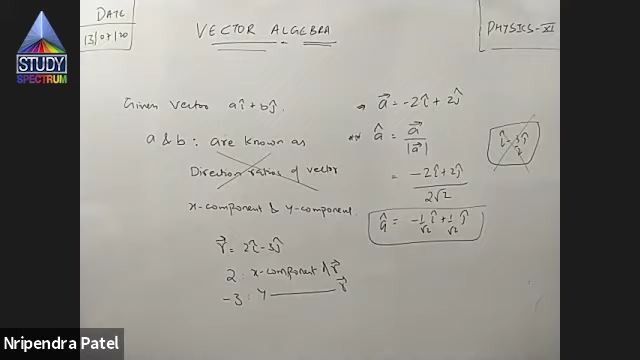 DATE
13/07/20
STUDY
SPECTRUM
VECTOR ALGEBRA
PHYSICS-XI
Given Vector aî + bĵ.
a & b: are known as
Direction ratios of vector
x-component & y-component.
r⃗ = 2î - 3ĵ
2 : x-component of r⃗
-3 : y ——— r⃗
→ a⃗ = -2î + 2ĵ
â = a⃗ / |a⃗|
= (-2î + 2ĵ) / 2√2
â = -1/√2 î + 1/√2 ĵ
Nripendra Patel